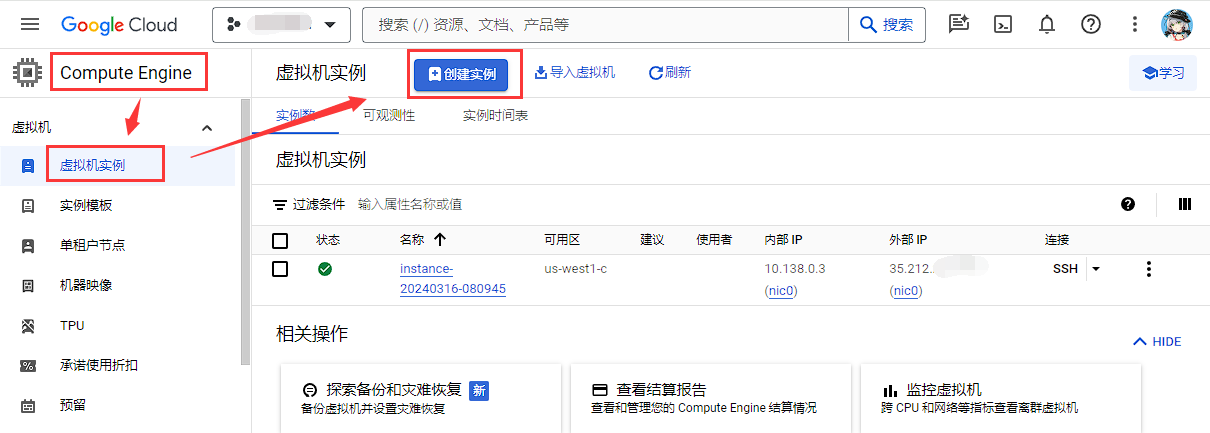 Google Cloud
搜索 (/) 资源、文档、产品等
搜索
Compute Engine
虚拟机实例
创建实例
导入虚拟机
刷新
学习
虚拟机
虚拟机实例
实例模板
单租户节点
机器映像
TPU
承诺使用折扣
预留
实例数
可观测性
实例时间表
虚拟机实例
过滤条件
输入属性名称或值
状态
名称
可用区
建议
使用者
内部 IP
外部 IP
连接
instance-
20240316-080945
us-west1-c
10.138.0.3
(nic0)
35.212.
(nic0)
SSH
相关操作
HIDE
探索备份和灾难恢复
新
备份虚拟机并设置灾难恢复
查看结算报告
查看和管理您的 Compute Engine 结算情况
监控虚拟机
跨 CPU 和网络等指标查看离群虚拟机